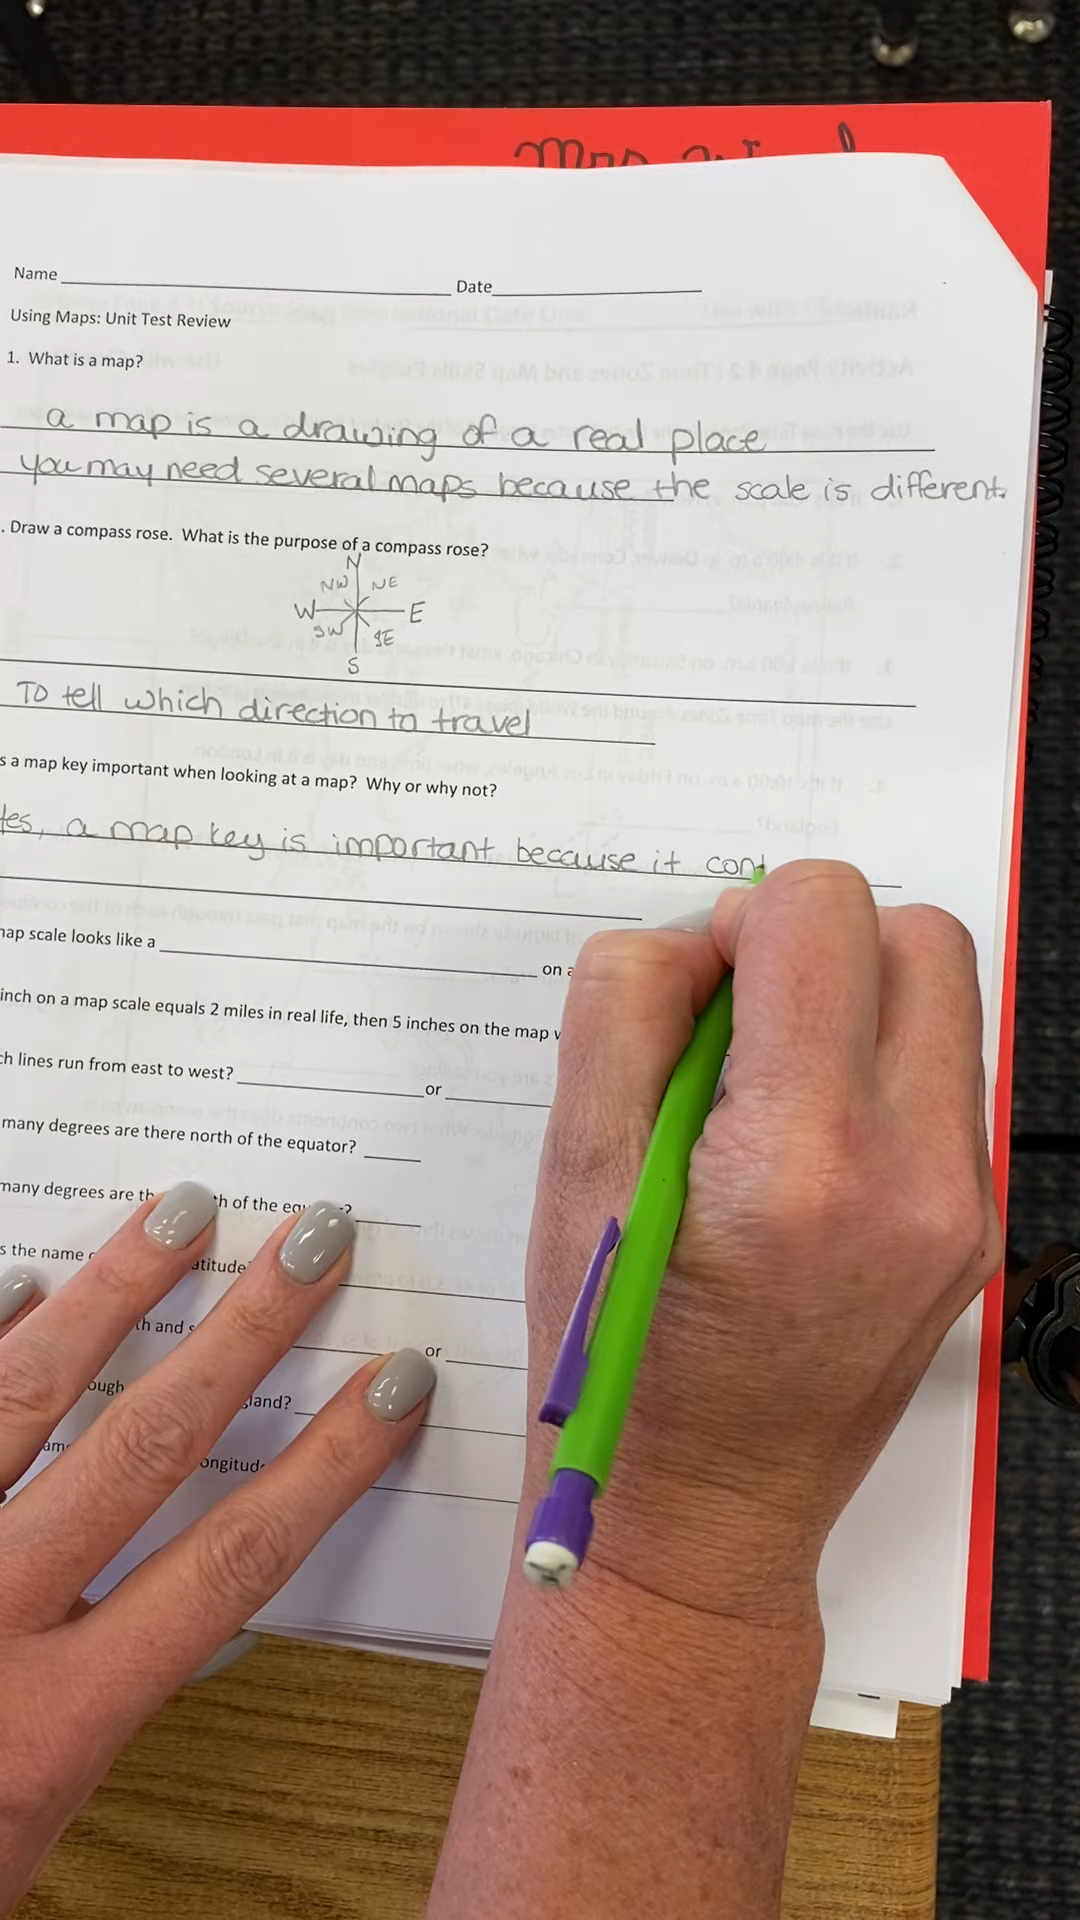 Mrs.
Name Date
Using Maps: Unit Test Review
1. What is a map?
a map is a drawing of a real place
you may need several maps because the scale is different.
. Draw a compass rose. What is the purpose of a compass rose?
N
NW NE
W E
SW SE
S
To tell which direction to travel
s a map key important when looking at a map? Why or why not?
Yes, a map key is important because it cont
map scale looks like a on a
inch on a map scale equals 2 miles in real life, then 5 inches on the map
ch lines run from east to west? or
many degrees are there north of the equator?
many degrees are th of the equ ?
s the name atitude
th and s or
ough gland?
am ongitud